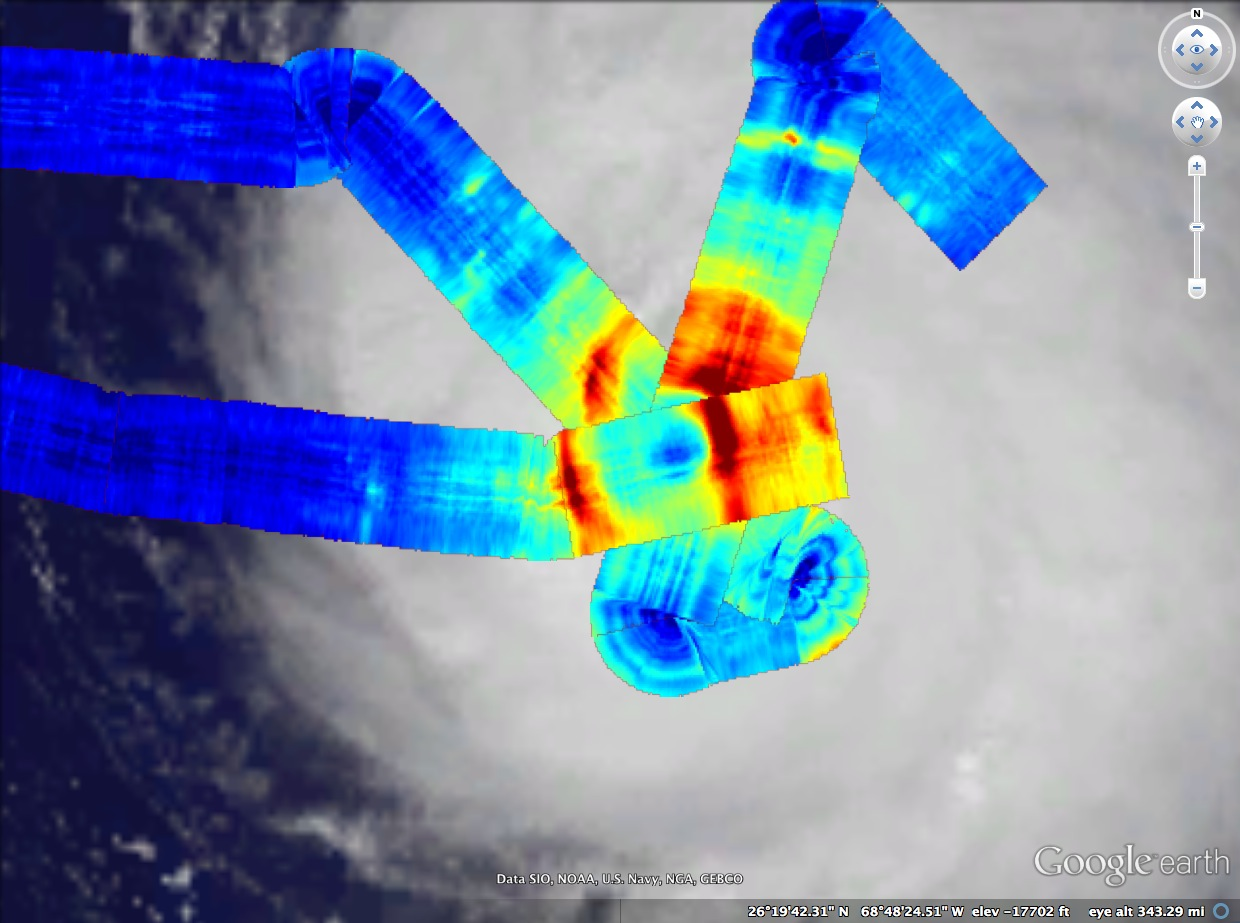 N
Google earth
Data SIO, NOAA, U.S. Navy, NGA, GEBCO
26°19'42.31" N 68°48'24.51" W elev -17702 ft eye alt 343.29 mi